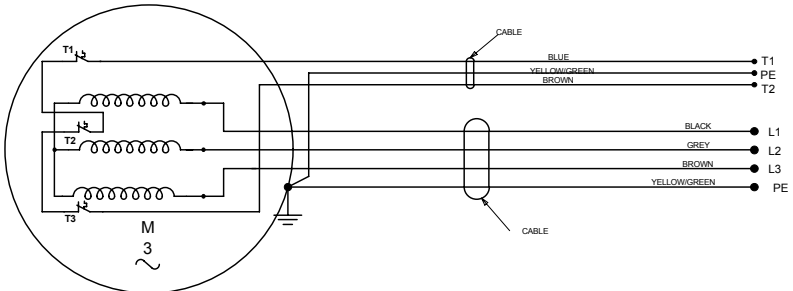 CABLE
T1
BLUE
T1
YELLOW/GREEN
PE
BROWN
T2
T2
BLACK
L1
GREY
L2
BROWN
L3
YELLOW/GREEN
PE
T3
M
3
CABLE